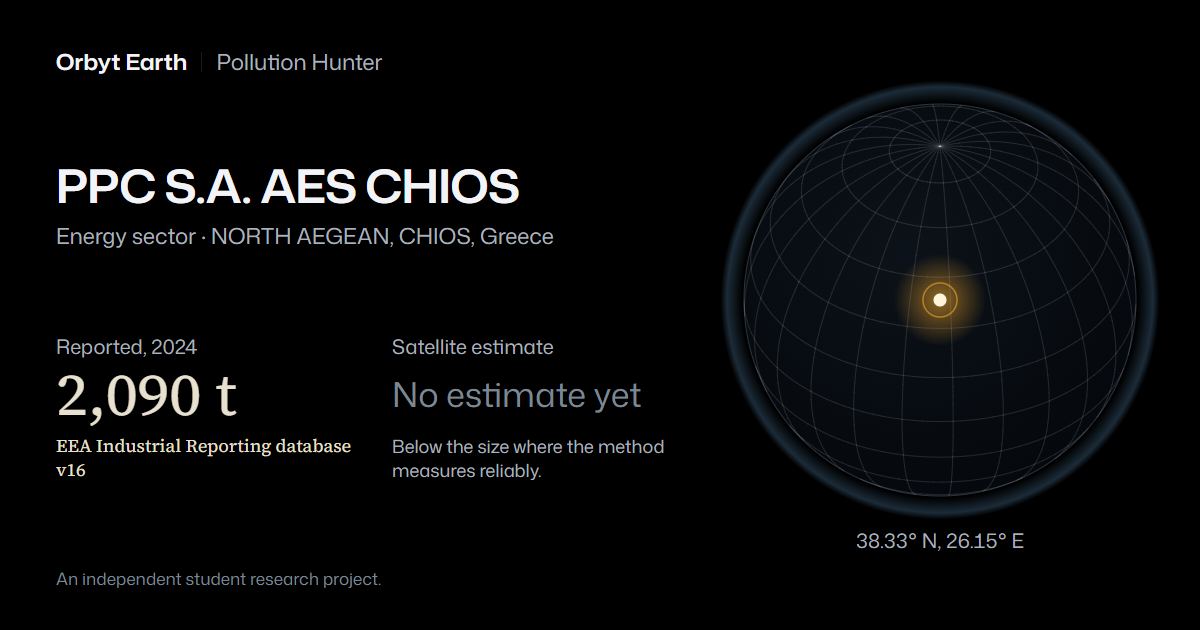 Orbyt Earth | Pollution Hunter
PPC S.A. AES CHIOS
Energy sector · NORTH AEGEAN, CHIOS, Greece
Reported, 2024
2,090 t
EEA Industrial Reporting database
v16
Satellite estimate
No estimate yet
Below the size where the method
measures reliably.
38.33° N, 26.15° E
An independent student research project.